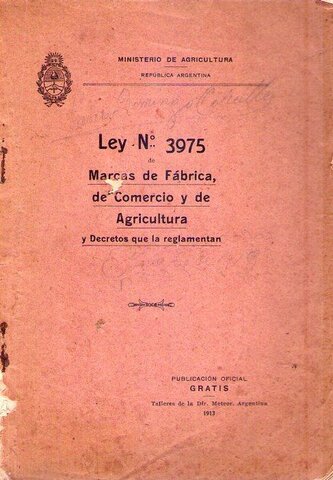 MINISTERIO DE AGRICULTURA
REPÚBLICA ARGENTINA
Ley Nº 3975
de
Marcas de Fábrica,
de Comercio y de
Agricultura
y Decretos que la reglamentan
PUBLICACIÓN OFICIAL
GRATIS
Talleres de la Dir. Meteor. Argentina
1913